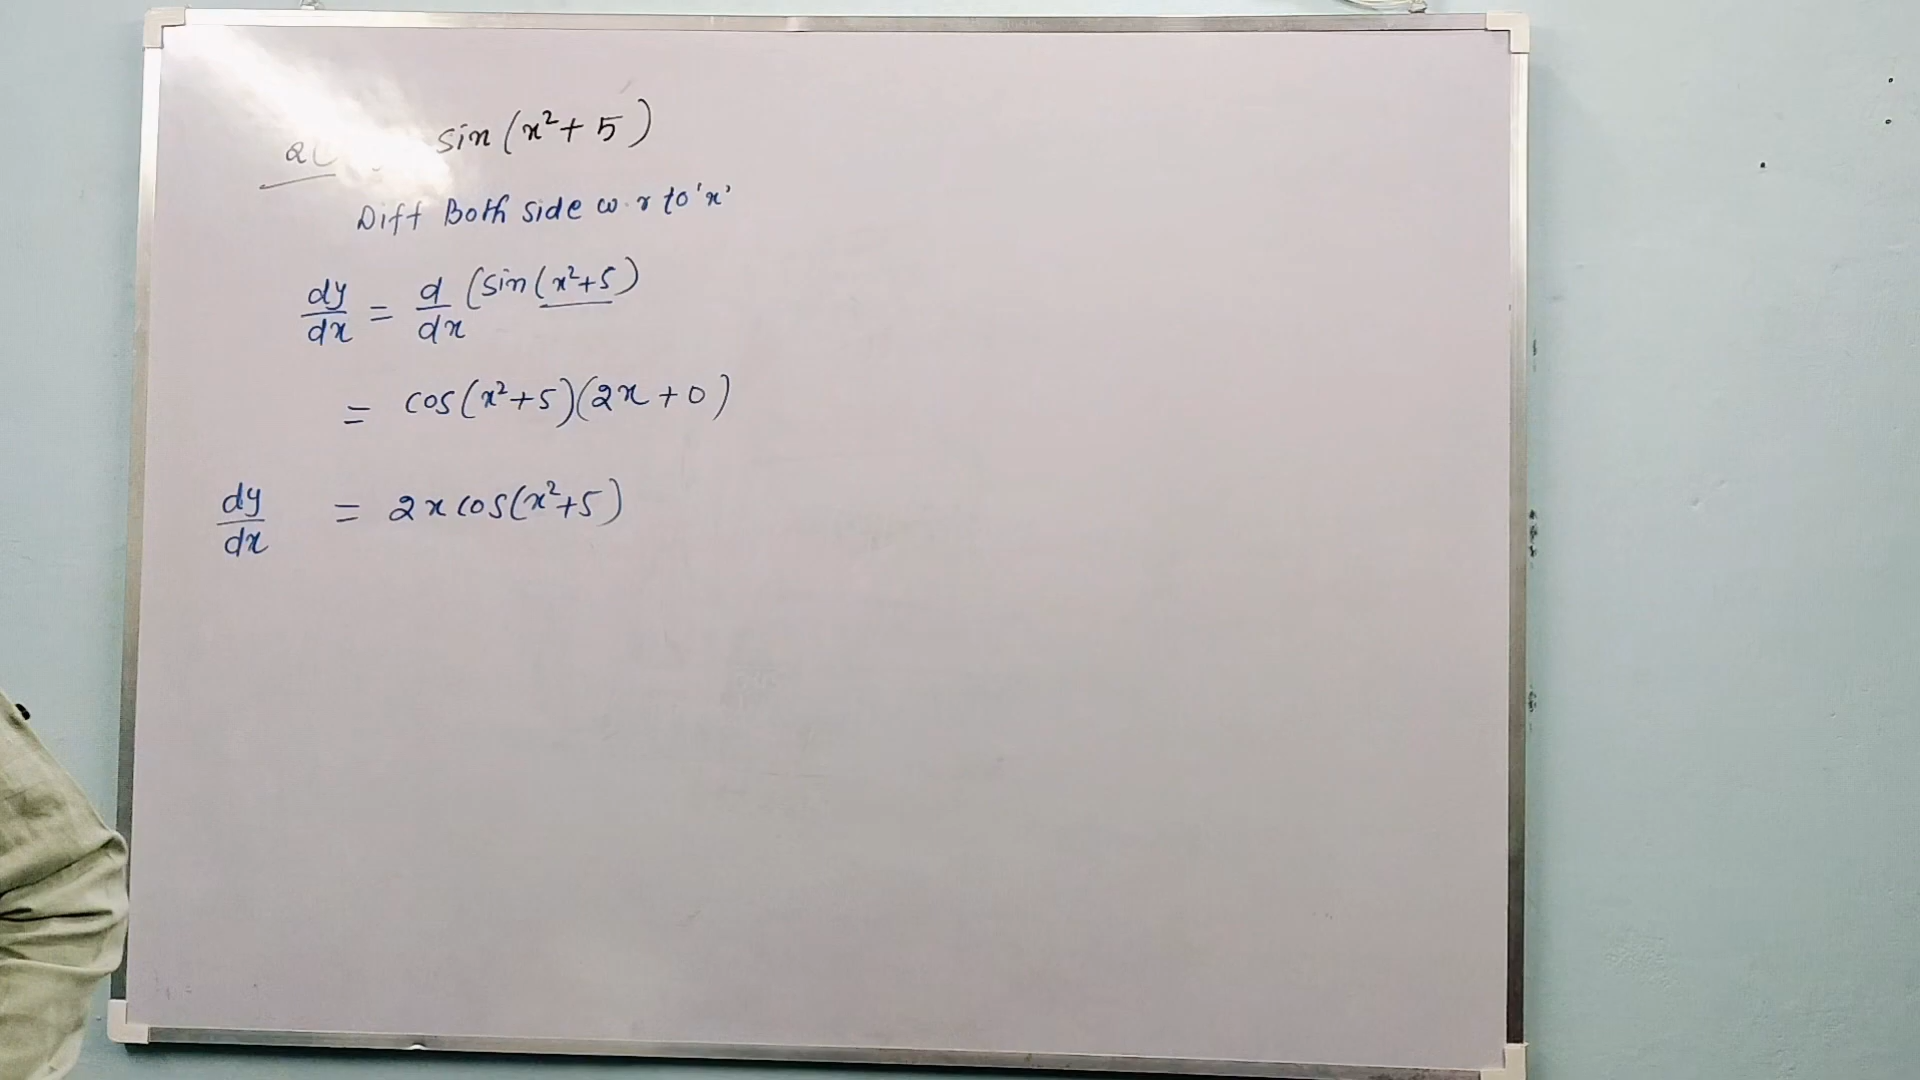 sin (x²+ 5)
Diff Both side w.r to 'x'
dy/dx = d/dx (sin(x²+5)
= cos(x²+5)(2x+0)
dy/dx = 2x cos(x²+5)